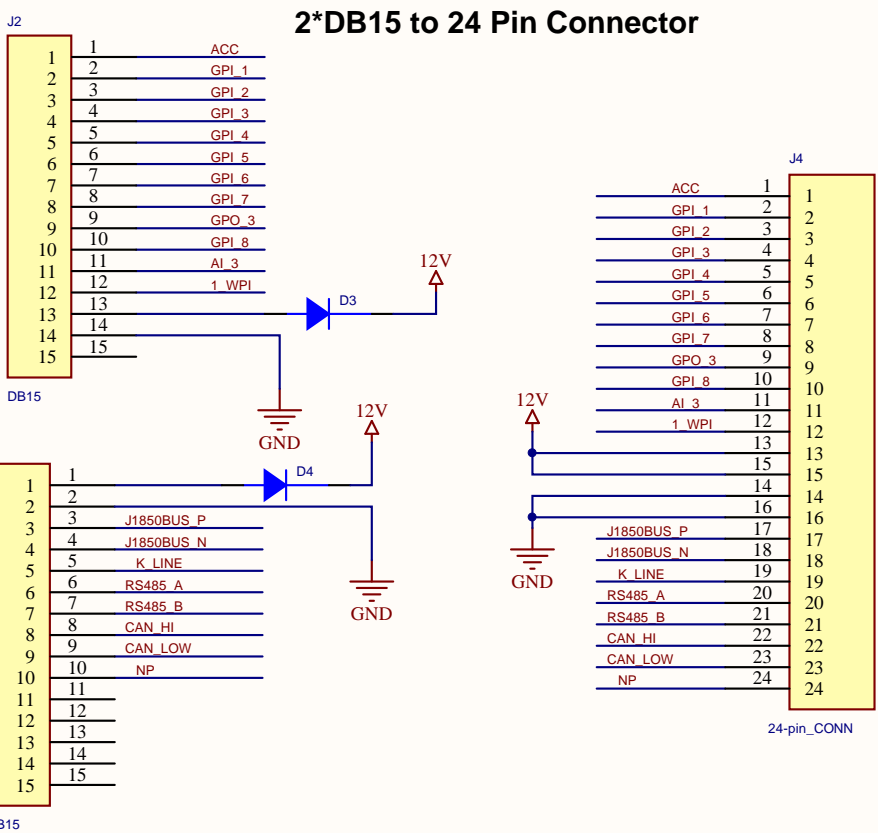 2*DB15 to 24 Pin Connector
J2
1 1 ACC
2 2 GPI_1
3 3 GPI_2
4 4 GPI_3
5 5 GPI_4
6 6 GPI_5
7 7 GPI_6
8 8 GPI_7
9 9 GPO_3
10 10 GPI_8
11 11 AI_3
12 12 1_WPI
13 13
14 14
15 15
DB15
D3
12V
GND
1 1
2 2
3 3 J1850BUS_P
4 4 J1850BUS_N
5 5 K_LINE
6 6 RS485_A
7 7 RS485_B
8 8 CAN_HI
9 9 CAN_LOW
10 10 NP
11 11
12 12
13 13
14 14
15 15
B15
D4
12V
GND
J4
ACC 1 1
GPI_1 2 2
GPI_2 3 3
GPI_3 4 4
GPI_4 5 5
GPI_5 6 6
GPI_6 7 7
GPI_7 8 8
GPO_3 9 9
GPI_8 10 10
AI_3 11 11
1_WPI 12 12
12V
13 13
15 15
14 14
16 16
GND
J1850BUS_P 17 17
J1850BUS_N 18 18
K_LINE 19 19
RS485_A 20 20
RS485_B 21 21
CAN_HI 22 22
CAN_LOW 23 23
NP 24 24
24-pin_CONN